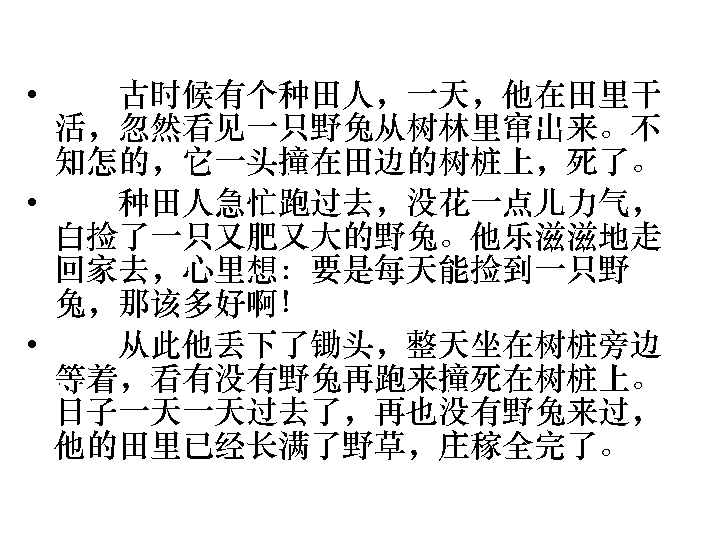 • 古时候有个种田人，一天，他在田里干
活，忽然看见一只野兔从树林里窜出来。不
知怎的，它一头撞在田边的树桩上，死了。
• 种田人急忙跑过去，没花一点儿力气，
白捡了一只又肥又大的野兔。他乐滋滋地走
回家去，心里想：要是每天能捡到一只野
兔，那该多好啊！
• 从此他丢下了锄头，整天坐在树桩旁边
等着，看有没有野兔再跑来撞死在树桩上。
日子一天一天过去了，再也没有野兔来过，
他的田里已经长满了野草，庄稼全完了。